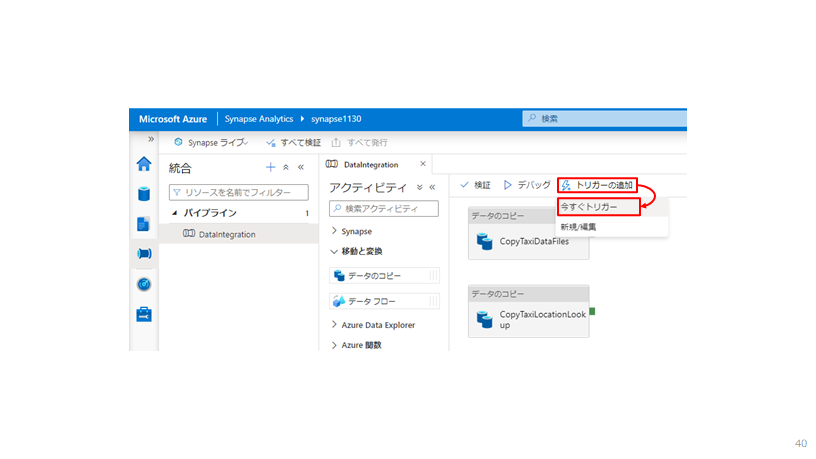 Microsoft Azure
Synapse Analytics
synapse1130
検索
Synapse ライブ
すべて検証
すべて発行
統合
リソースを名前でフィルター
パイプライン
1
DataIntegration
DataIntegration
アクティビティ
検索アクティビティ
Synapse
移動と変換
データのコピー
データ フロー
Azure Data Explorer
Azure 関数
検証
デバッグ
トリガーの追加
今すぐトリガー
新規/編集
データのコピー
CopyTaxiDataFiles
データのコピー
CopyTaxiLocationLook
up
40